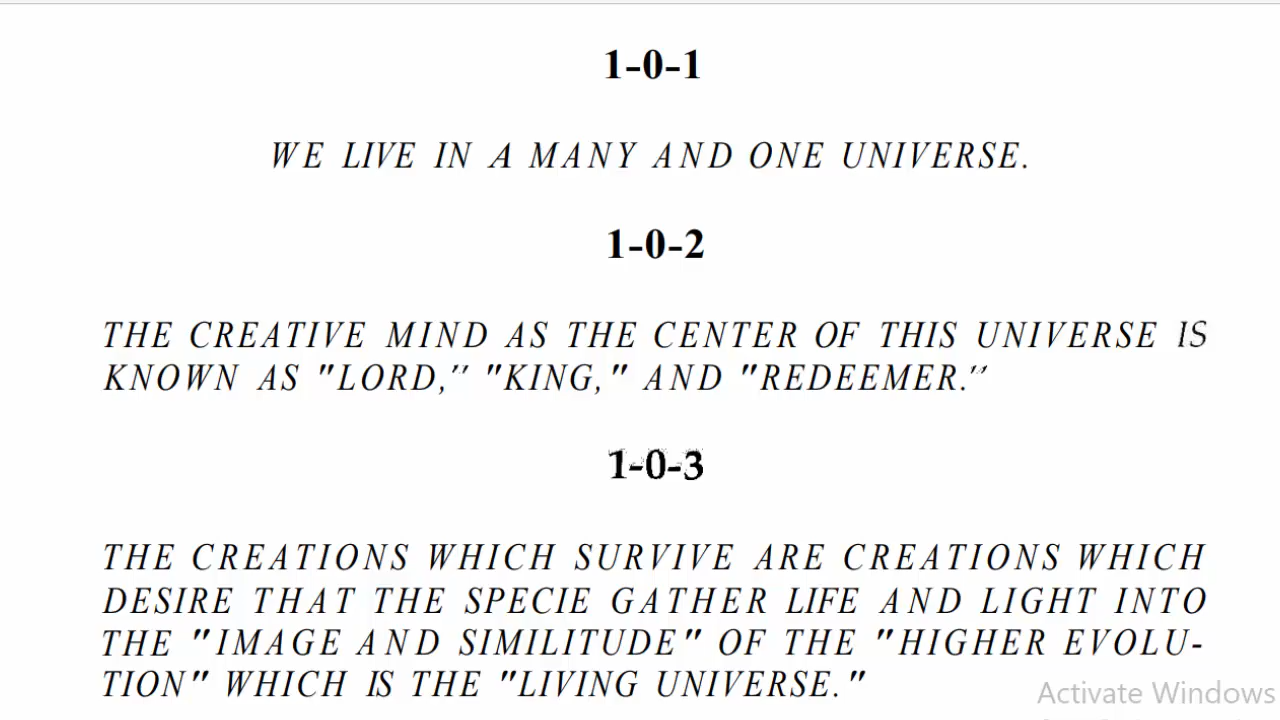 1-0-1
WE LIVE IN A MANY AND ONE UNIVERSE.
1-0-2
THE CREATIVE MIND AS THE CENTER OF THIS UNIVERSE IS
KNOWN AS "LORD," "KING," AND "REDEEMER."
1-0-3
THE CREATIONS WHICH SURVIVE ARE CREATIONS WHICH
DESIRE THAT THE SPECIE GATHER LIFE AND LIGHT INTO
THE "IMAGE AND SIMILITUDE" OF THE "HIGHER EVOLU-
TION" WHICH IS THE "LIVING UNIVERSE."
Activate Windows